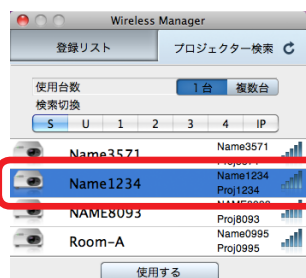 Wireless Manager
登録リスト プロジェクター検索
使用台数 1台 複数台
検索切換
S U 1 2 3 4 IP
Name3571 Name3571
Name1234 Name1234
Proj1234
NAME8093
Proj8093
Room-A Name0995
Proj0995
使用する